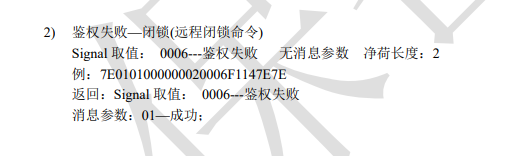 2) 鉴权失败—闭锁(远程闭锁命令)
Signal 取值： 0006---鉴权失败 无消息参数 净荷长度：2
例：7E0101000000020006F1147E7E
返回：Signal 取值： 0006---鉴权失败
消息参数：01—成功；